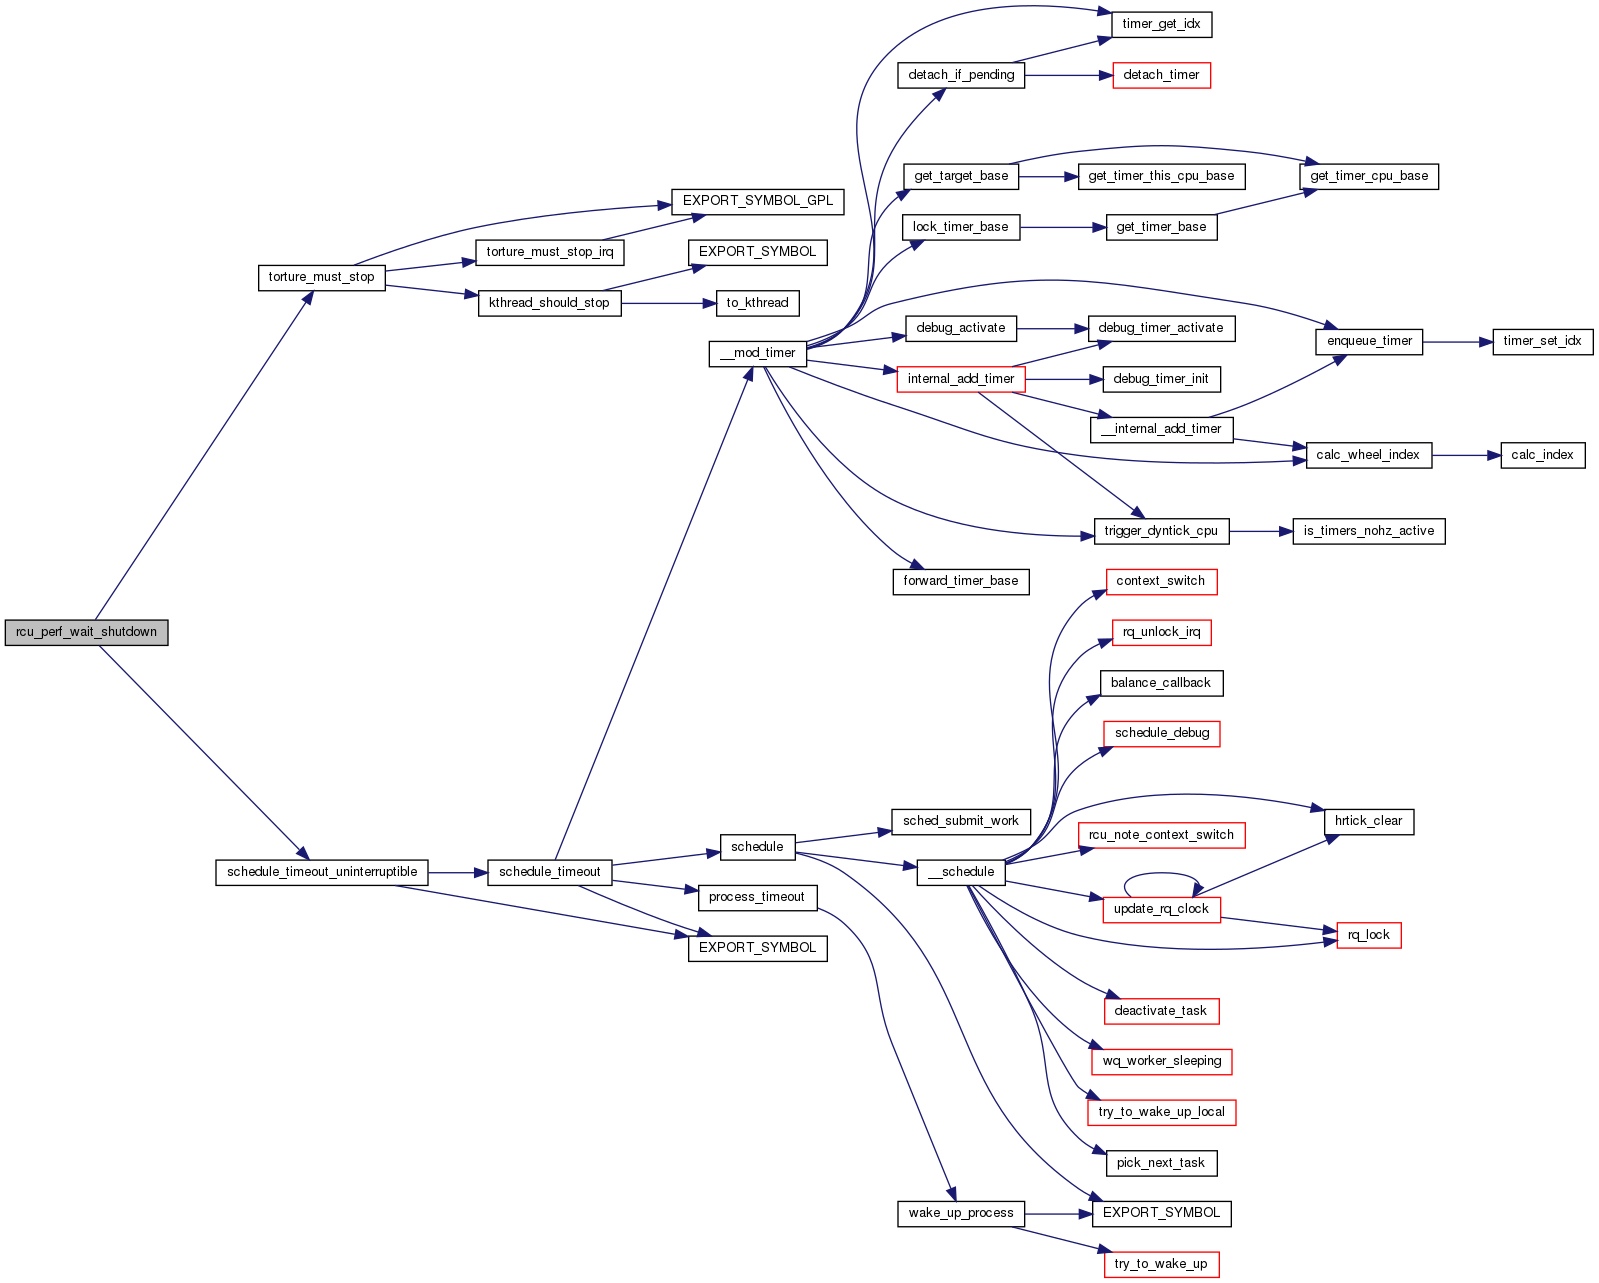 timer_get_idx
detach_if_pending
detach_timer
get_target_base
get_timer_this_cpu_base
get_timer_cpu_base
EXPORT_SYMBOL_GPL
lock_timer_base
get_timer_base
torture_must_stop_irq
EXPORT_SYMBOL
torture_must_stop
kthread_should_stop
to_kthread
debug_activate
debug_timer_activate
enqueue_timer
timer_set_idx
__mod_timer
internal_add_timer
debug_timer_init
__internal_add_timer
calc_wheel_index
calc_index
trigger_dyntick_cpu
is_timers_nohz_active
forward_timer_base
context_switch
rcu_perf_wait_shutdown
rq_unlock_irq
balance_callback
schedule_debug
sched_submit_work
hrtick_clear
rcu_note_context_switch
schedule
schedule_timeout_uninterruptible
schedule_timeout
__schedule
process_timeout
update_rq_clock
rq_lock
EXPORT_SYMBOL
deactivate_task
wq_worker_sleeping
try_to_wake_up_local
pick_next_task
wake_up_process
EXPORT_SYMBOL
try_to_wake_up